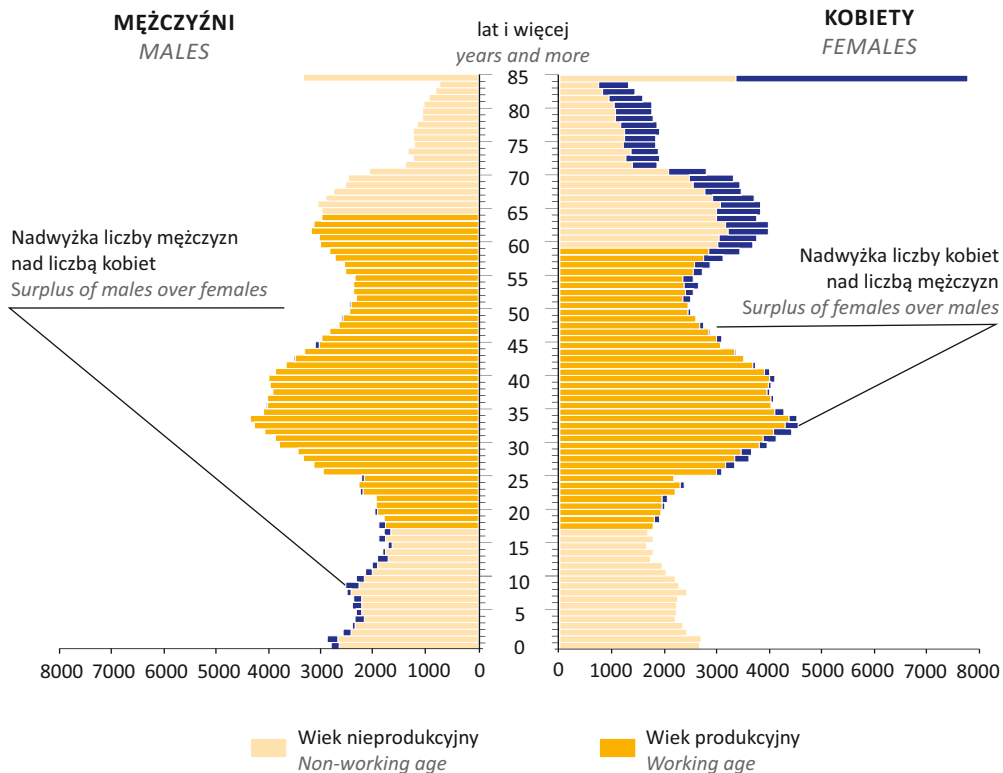 MĘŻCZYŹNI
MALES
lat i więcej
years and more
KOBIETY
FEMALES
85
80
75
70
65
60
55
50
45
40
35
30
25
20
15
10
5
0
Nadwyżka liczby mężczyzn
nad liczbą kobiet
Surplus of males over females
Nadwyżka liczby kobiet
nad liczbą mężczyzn
Surplus of females over males
8000 7000 6000 5000 4000 3000 2000 1000 0
0 1000 2000 3000 4000 5000 6000 7000 8000
Wiek nieprodukcyjny
Non-working age
Wiek produkcyjny
Working age